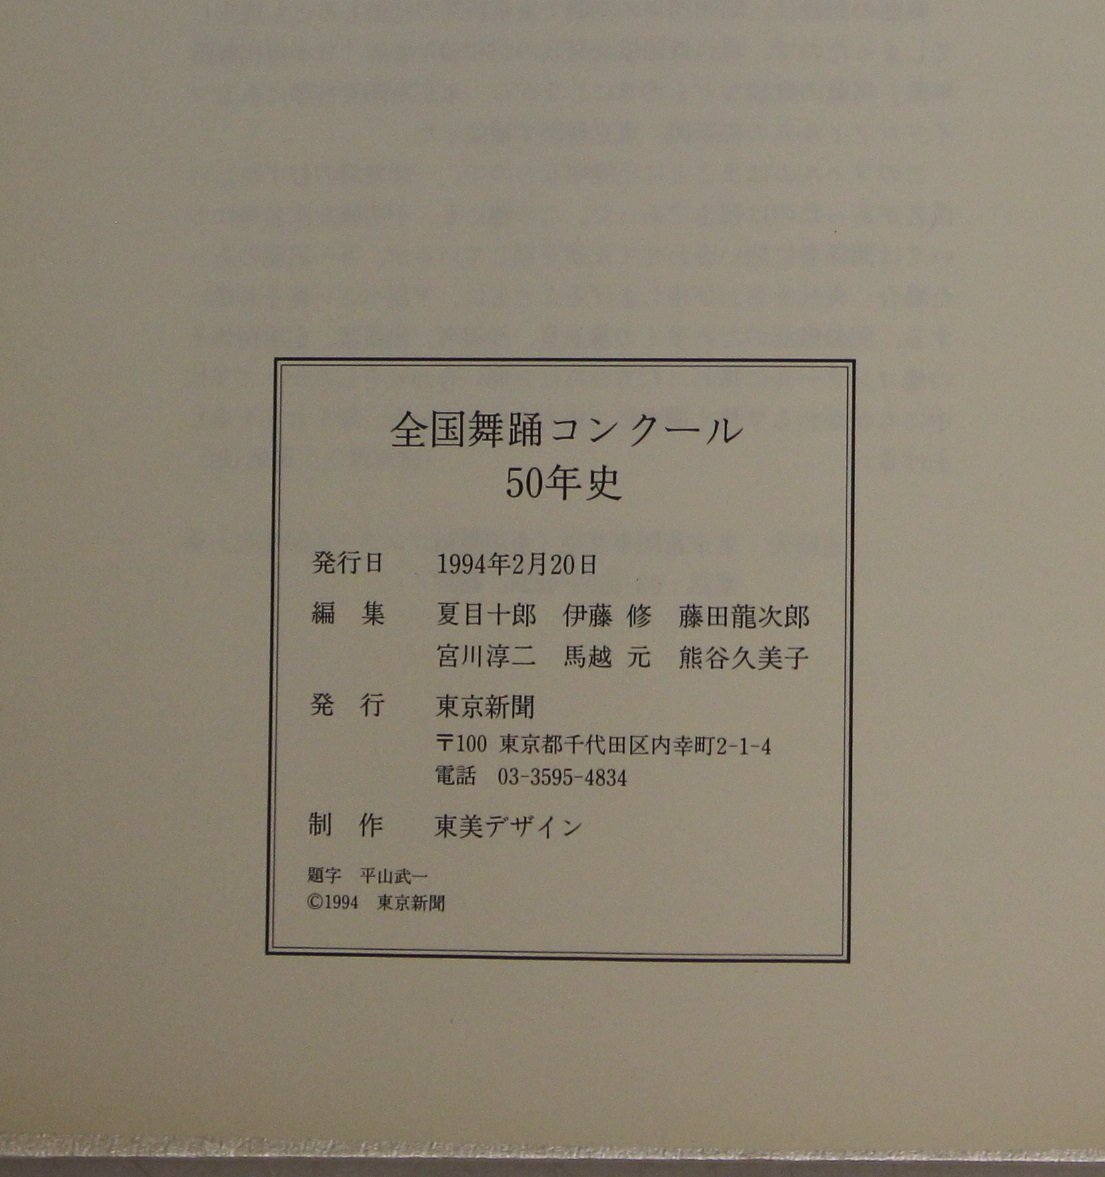 全国舞踊コンクール
50年史
発行日 1994年2月20日
編 集 夏目十郎 伊藤 修 藤田龍次郎
宮川淳二 馬越 元 熊谷久美子
発 行 東京新聞
〒100 東京都千代田区内幸町2-1-4
電話 03-3595-4834
制 作 東美デザイン
題字 平山武一
©1994 東京新聞